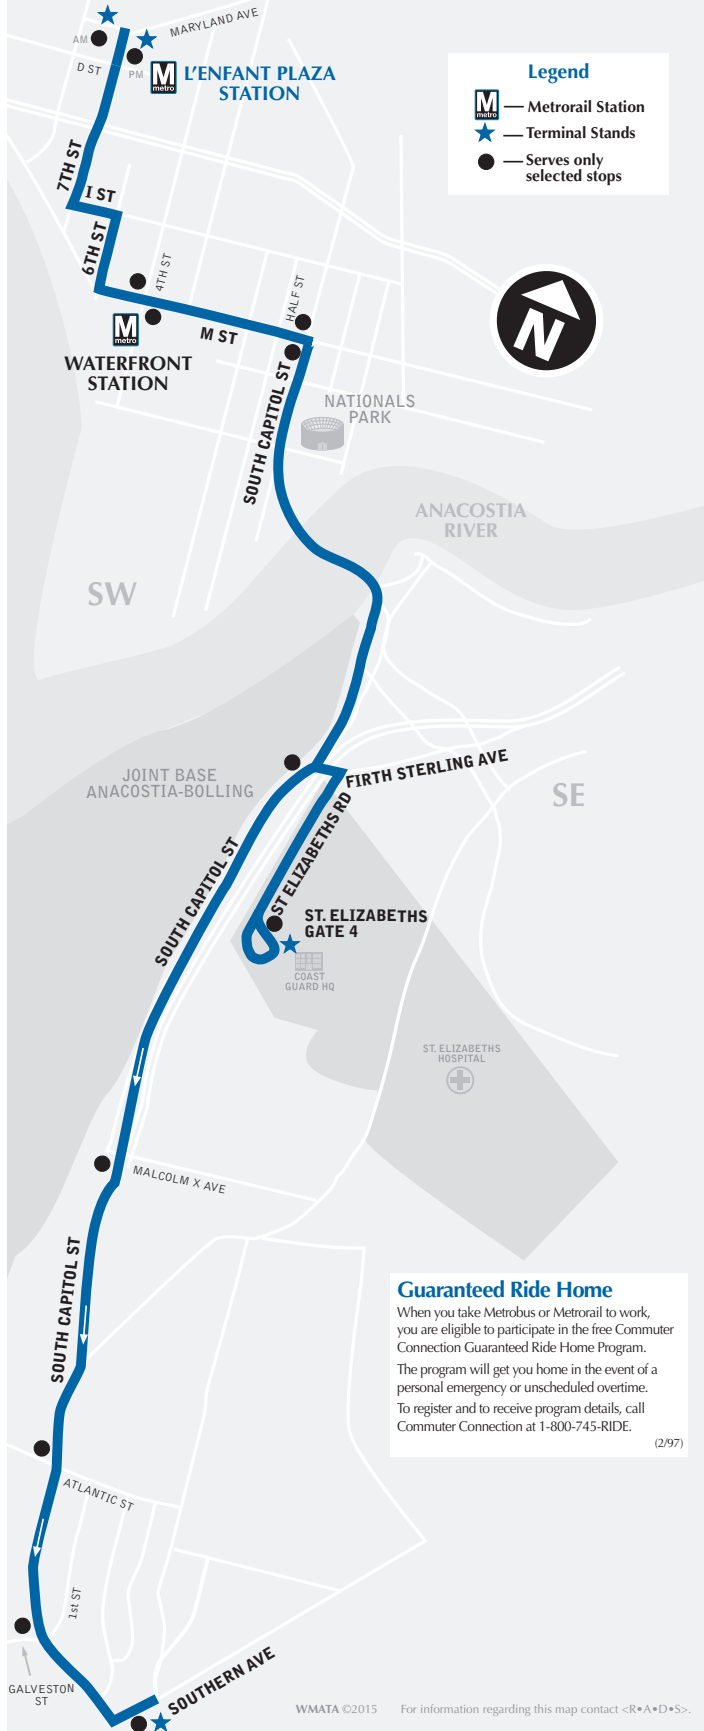 MARYLAND AVE
AM
D ST
PM
M
metro
L'ENFANT PLAZA
STATION
Legend
M
metro
Metrorail Station
Terminal Stands
Serves only
selected stops
7TH ST
I ST
6TH ST
4TH ST
HALF ST
N
M
metro
M ST
WATERFRONT
STATION
SOUTH CAPITOL ST
NATIONALS
PARK
ANACOSTIA
RIVER
SW
JOINT BASE
ANACOSTIA-BOLLING
FIRTH STERLING AVE
SE
ST ELIZABETHS RD
SOUTH CAPITOL ST
ST. ELIZABETHS
GATE 4
COAST
GUARD HQ
ST. ELIZABETHS
HOSPITAL
MALCOLM X AVE
SOUTH CAPITOL ST
Guaranteed Ride Home
When you take Metrobus or Metrorail to work,
you are eligible to participate in the free Commuter
Connection Guaranteed Ride Home Program.
The program will get you home in the event of a
personal emergency or unscheduled overtime.
To register and to receive program details, call
Commuter Connection at 1-800-745-RIDE.
(2/97)
ATLANTIC ST
1st ST
GALVESTON
ST
SOUTHERN AVE
WMATA ©2015 For information regarding this map contact <R•A•D•S>.